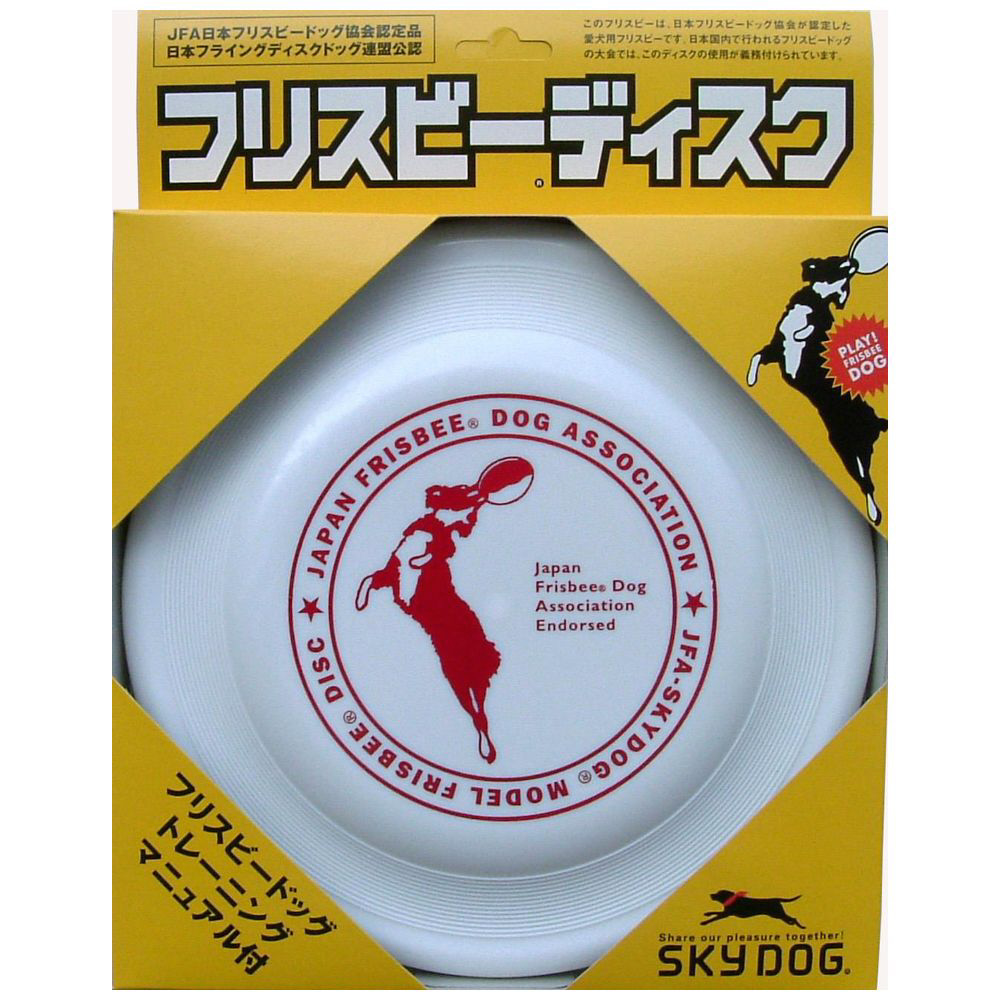 JFA日本フリスビードッグ協会認定品
日本フライングディスクドッグ連盟公認
このフリスビーは、日本フリスビードッグ協会が認定した
愛犬用フリスビーです。日本国内で行われるフリスビードッグ
の大会では、このディスクの使用が義務付けられています。
フリスビーディスク®
PLAY!
FRISBEE
DOG
★ JAPAN FRISBEE® DOG ASSOCIATION ★ JFA-SKYDOG® MODEL FRISBEE® DISC
Japan
Frisbee® Dog
Association
Endorsed
フリスビードッグ
トレーニング
マニュアル付
Share our pleasure together!
SKYDOG®